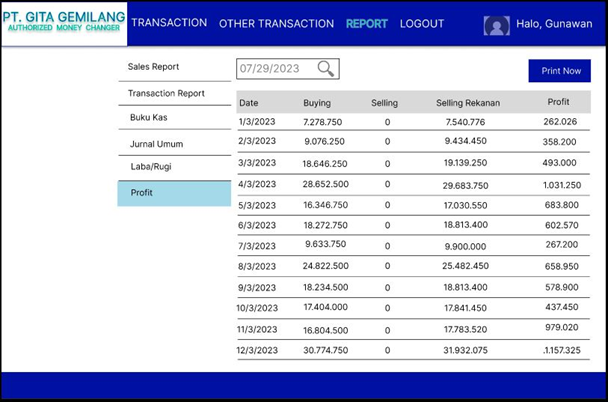 PT. GITA GEMILANG
AUTHORIZED MONEY CHANGER
TRANSACTION OTHER TRANSACTION REPORT LOGOUT Halo, Gunawan
Sales Report
Transaction Report
Buku Kas
Jurnal Umum
Laba/Rugi
Profit
07/29/2023
Print Now
Date Buying Selling Selling Rekanan Profit
1/3/2023 7.278.750 0 7.540.776 262.026
2/3/2023 9.076.250 0 9.434.450 358.200
3/3/2023 18.646.250 0 19.139.250 493.000
4/3/2023 28.652.500 0 29.683.750 1.031.250
5/3/2023 16.346.750 0 17.030.550 683.800
6/3/2023 18.272.750 0 18.813.400 602.570
7/3/2023 9.633.750 0 9.900.000 267.200
8/3/2023 24.822.500 0 25.482.450 658.950
9/3/2023 18.234.500 0 18.813.400 578.900
10/3/2023 17.404.000 0 17.841.450 437.450
11/3/2023 16.804.500 0 17.783.520 979.020
12/3/2023 30.774.750 0 31.932.075 .1.157.325